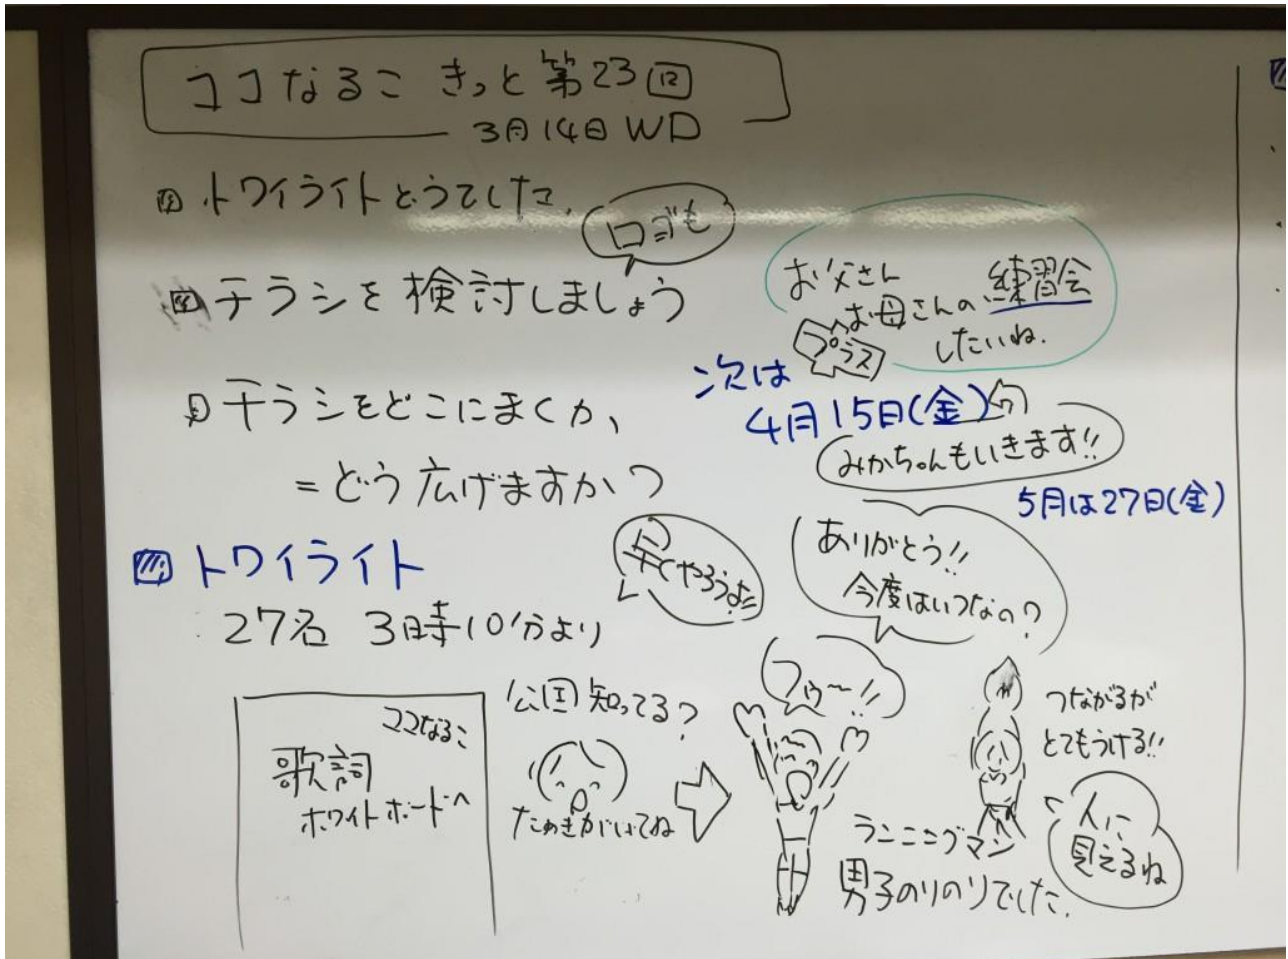 ココなるこ きっと 第23回
3月14日 WD
トワイライトどうでした、
ロゴも
チラシを検討しましょう
お父さん
お母さんの練習会
したいね.
プラス
次は
4月15日(金)
みかちゃんもいきます!!
5月は27日(金)
チラシをどこにまくか、
=どう広げますか?
トワイライト
27名 3時10分より
早くやろうよ!!
ありがとう!!
今度はいつなの?
ココなるこ
歌詞
ホワイトボードへ
公園知ってる?
つながるが
とてもうける!!
人に
見えるね
ランニングマン
男子のりのりでした.